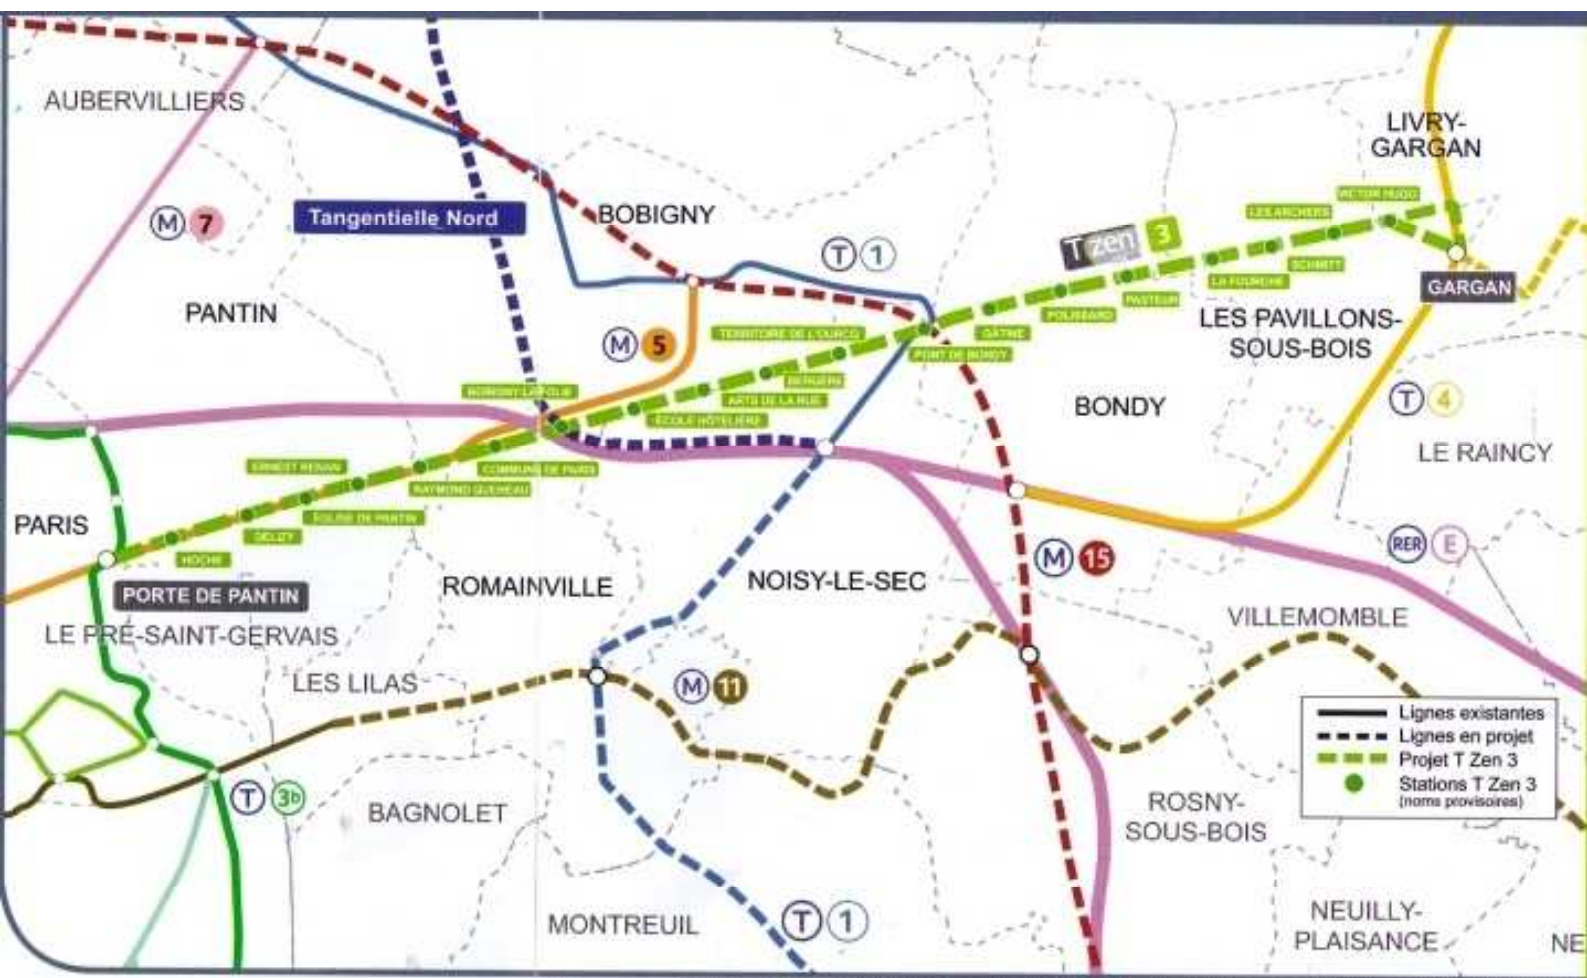 AUBERVILLIERS
LIVRY-
GARGAN
VICTOR HUGO
LES ARCHERS
M 7
Tangentielle Nord
BOBIGNY
T zen 3
T 1
SCHMITT
LA FOURCHE
GARGAN
PASTEUR
POLISSARD
PANTIN
LES PAVILLONS-
SOUS-BOIS
M 5
TERRITOIRE DE L'OURCQ
GÂTINE
PONT DE BONDY
BERGÈRE
BOBIGNY-LA FOLIE
ARTS DE LA RUE
ÉCOLE HÔTELIÈRE
BONDY
T 4
LE RAINCY
ERNEST RENAN
COMMUNE DE PARIS
RAYMOND QUENEAU
ÉGLISE DE PANTIN
DELIZY
HOCHE
PARIS
RER E
M 15
PORTE DE PANTIN
ROMAINVILLE
NOISY-LE-SEC
VILLEMOMBLE
LE PRÉ-SAINT-GERVAIS
LES LILAS
M 11
Lignes existantes
Lignes en projet
Projet T Zen 3
Stations T Zen 3
(noms provisoires)
T 3b
BAGNOLET
ROSNY-
SOUS-BOIS
MONTREUIL
T 1
NEUILLY-
PLAISANCE
NE